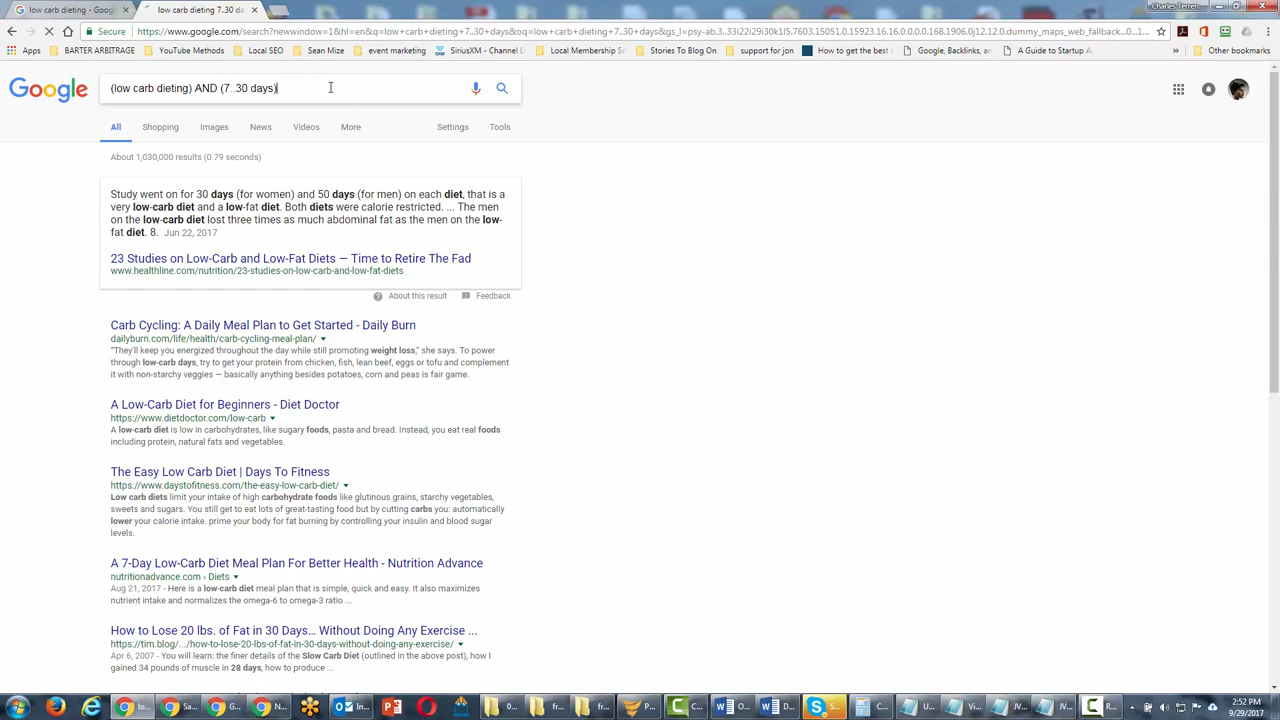 low carb dieting - Google
low carb dieting 7..30 days
Charles Terren...
Secure
https://www.google.com/search?newwindow=1&hl=en&q=low+carb+dieting+7..30+days&oq=low+carb+dieting+7..30+
Apps
BARTER.ARBITRAGE
YouTube Methods
Local SEO
Sean Mize
event marketing
SiriusXM - Channel
Local Membership
Stories To Blog On
support for jon
How to get the best
Google, Backlinks, an
A Guide to Startup
Other bookmarks
Google
(low carb dieting) AND (7..30 days)
All
Shopping
Images
News
Videos
More
Settings
Tools
About 1,030,000 results (0.79 seconds)
Study went on for 30 days (for women) and 50 days (for men) on each diet, that is a
very low-carb diet and a low-fat diet. Both diets were calorie restricted. ... The men
on the low-carb diet lost three times as much abdominal fat as the men on the low-
fat diet. 8. Jun 22, 2017
23 Studies on Low-Carb and Low-Fat Diets — Time to Retire The Fad
www.healthline.com/nutrition/23-studies-on-low-carb-and-low-fat-diets
About this result
Feedback
Carb Cycling: A Daily Meal Plan to Get Started - Daily Burn
dailyburn.com/life/health/carb-cycling-meal-plan/
"They'll keep you energized throughout the day while still promoting weight loss," she says. To power
through low-carb days, try to get your protein from chicken, fish, lean beef, eggs or tofu and complement
it with non-starchy veggies — basically anything besides potatoes, corn and peas is fair game.
A Low-Carb Diet for Beginners - Diet Doctor
https://www.dietdoctor.com/low-carb
A low-carb diet is low in carbohydrates, like sugary foods, pasta and bread. Instead, you eat real foods
including protein, natural fats and vegetables.
The Easy Low Carb Diet | Days To Fitness
https://www.daystofitness.com/the-easy-low-carb-diet/
Low carb diets limit your intake of high carbohydrate foods like glutinous grains, starchy vegetables,
sweets and sugars. You still get to eat lots of great-tasting food but by cutting carbs you: automatically
lower your calorie intake. prime your body for fat burning by controlling your insulin and blood sugar
levels.
A 7-Day Low-Carb Diet Meal Plan For Better Health - Nutrition Advance
nutritionadvance.com › Diets
Aug 21, 2017 - Here is a low-carb diet meal plan that is simple, quick and easy. It also maximizes
nutrient intake and normalizes the omega-6 to omega-3 ratio ...
How to Lose 20 lbs. of Fat in 30 Days… Without Doing Any Exercise ...
https://tim.blog/.../how-to-lose-20-lbs-of-fat-in-30-days-without-doing-any-exercise/
Apr 6, 2007 - You will learn: the finer details of the Slow Carb Diet (outlined in the above post), how I
gained 34 pounds of muscle in 28 days, how to produce ...
2:52 PM
9/29/2017